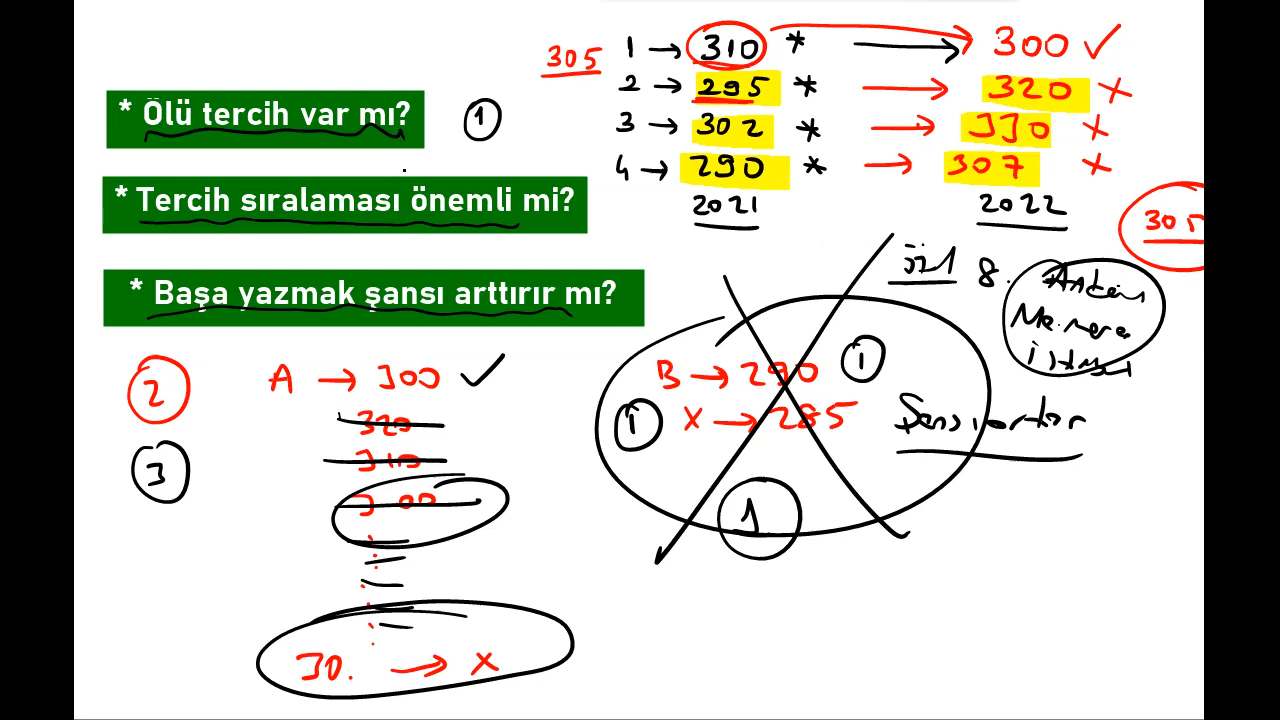 * Ölü tercih var mı?
1
* Tercih sıralaması önemli mi?
* Başa yazmak şansı arttırır mı?
305
1 → 310 * → 300 ✓
2 → 295 * → 320 X
3 → 302 * → 330 X
4 → 290 * → 307 X
2021 2022
305
8.
2
3
A → 300 ✓
320
310
300
30. → X
B → 290
X → 285
1
1
1
Şansı artar